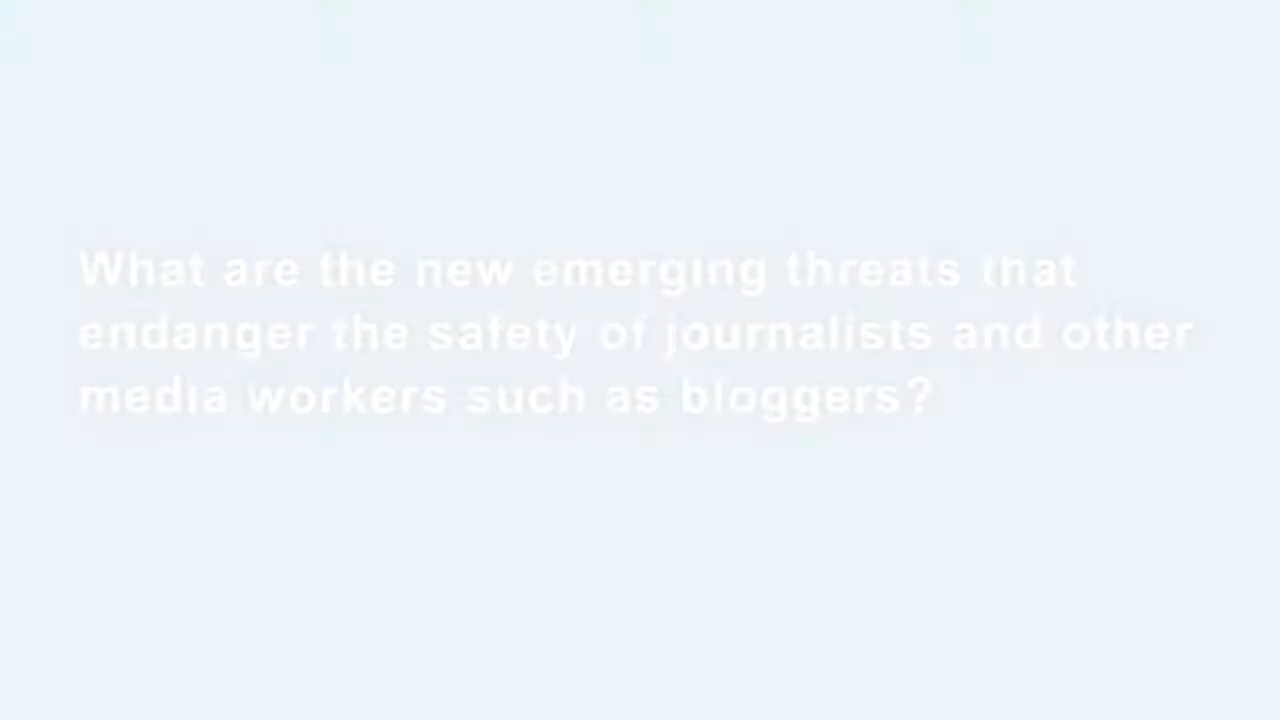 What are the new emerging threats that
endanger the safety of journalists and other
media workers such as bloggers?